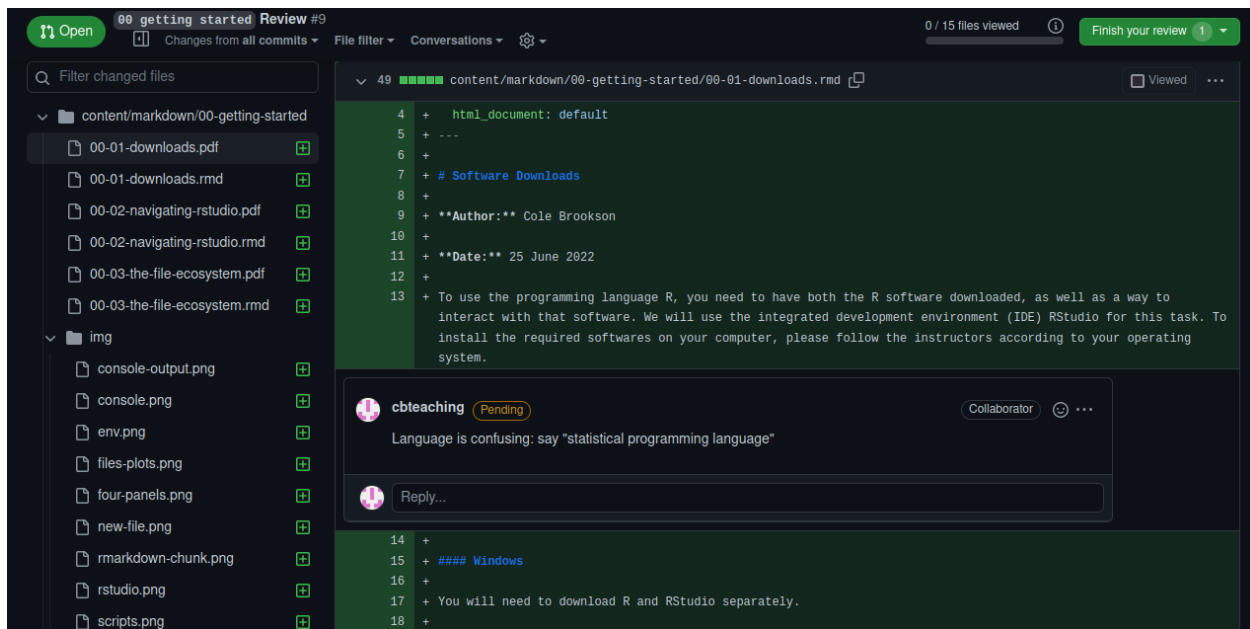 Open
00 getting started Review #9
Changes from all commits File filter Conversations
0 / 15 files viewed
Finish your review 1
Filter changed files
content/markdown/00-getting-started
00-01-downloads.pdf
00-01-downloads.rmd
00-02-navigating-rstudio.pdf
00-02-navigating-rstudio.rmd
00-03-the-file-ecosystem.pdf
00-03-the-file-ecosystem.rmd
img
console-output.png
console.png
env.png
files-plots.png
four-panels.png
new-file.png
rmarkdown-chunk.png
rstudio.png
scripts.png
49 content/markdown/00-getting-started/00-01-downloads.rmd
Viewed
4 + html_document: default
5 + ---
6 +
7 + # Software Downloads
8 +
9 + **Author:** Cole Brookson
10 +
11 + **Date:** 25 June 2022
12 +
13 + To use the programming language R, you need to have both the R software downloaded, as well as a way to
interact with that software. We will use the integrated development environment (IDE) RStudio for this task. To
install the required softwares on your computer, please follow the instructors according to your operating
system.
cbteaching Pending
Collaborator
Language is confusing: say "statistical programming language"
Reply...
14 +
15 + #### Windows
16 +
17 + You will need to download R and RStudio separately.
18 +